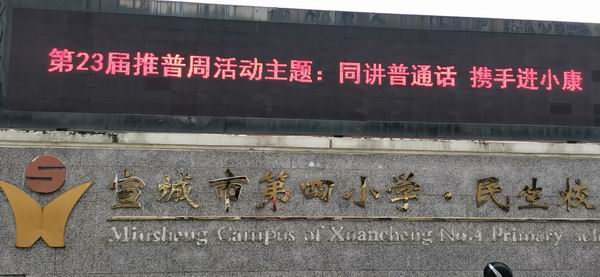 第23届推普周活动主题：同讲普通话 携手进小康
宣城市第四小学·民生校
Minsheng Campus of Xuancheng No.4 Primary